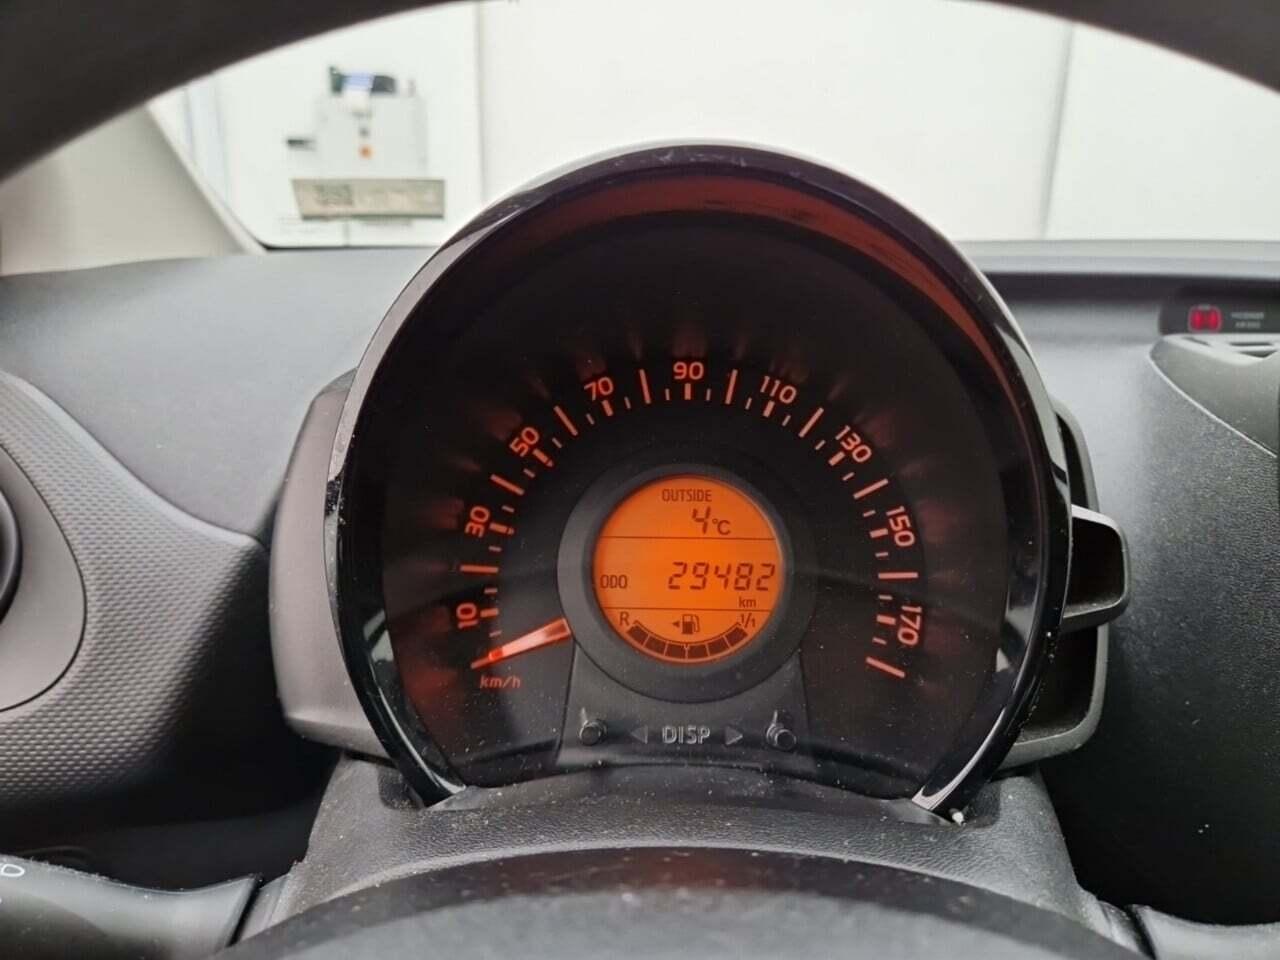 10
30
50
70
90
110
130
150
170
km/h
OUTSIDE
4°C
ODO 29482
km
R 1/1
DISP